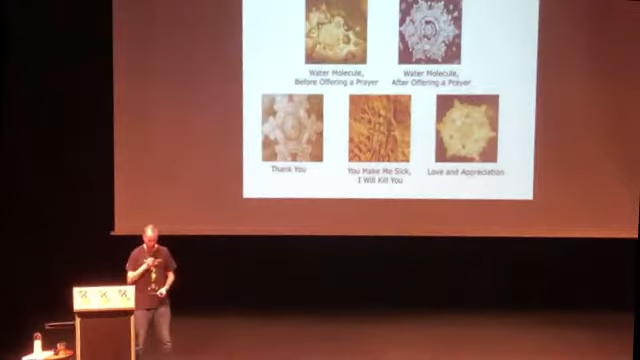 Water Molecule,
Before Offering a Prayer
Water Molecule,
After Offering a Prayer
Thank You
You Make Me Sick,
I Will Kill You
Love and Appreciation